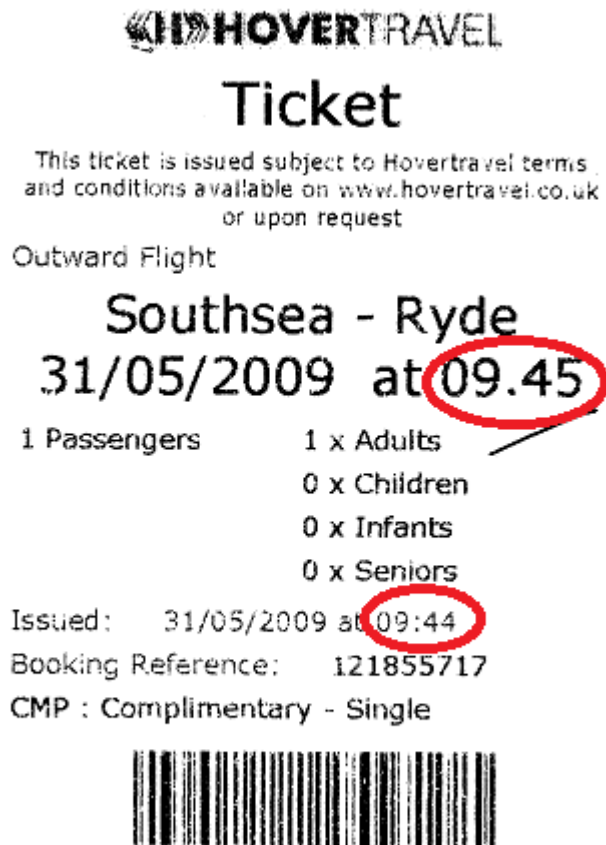 HOVERTRAVEL
Ticket
This ticket is issued subject to Hovertravel terms
and conditions available on www.hovertravel.co.uk
or upon request
Outward Flight
Southsea - Ryde
31/05/2009 at 09.45
1 Passengers 1 x Adults
0 x Children
0 x Infants
0 x Seniors
Issued: 31/05/2009 at 09:44
Booking Reference: 121855717
CMP : Complimentary - Single